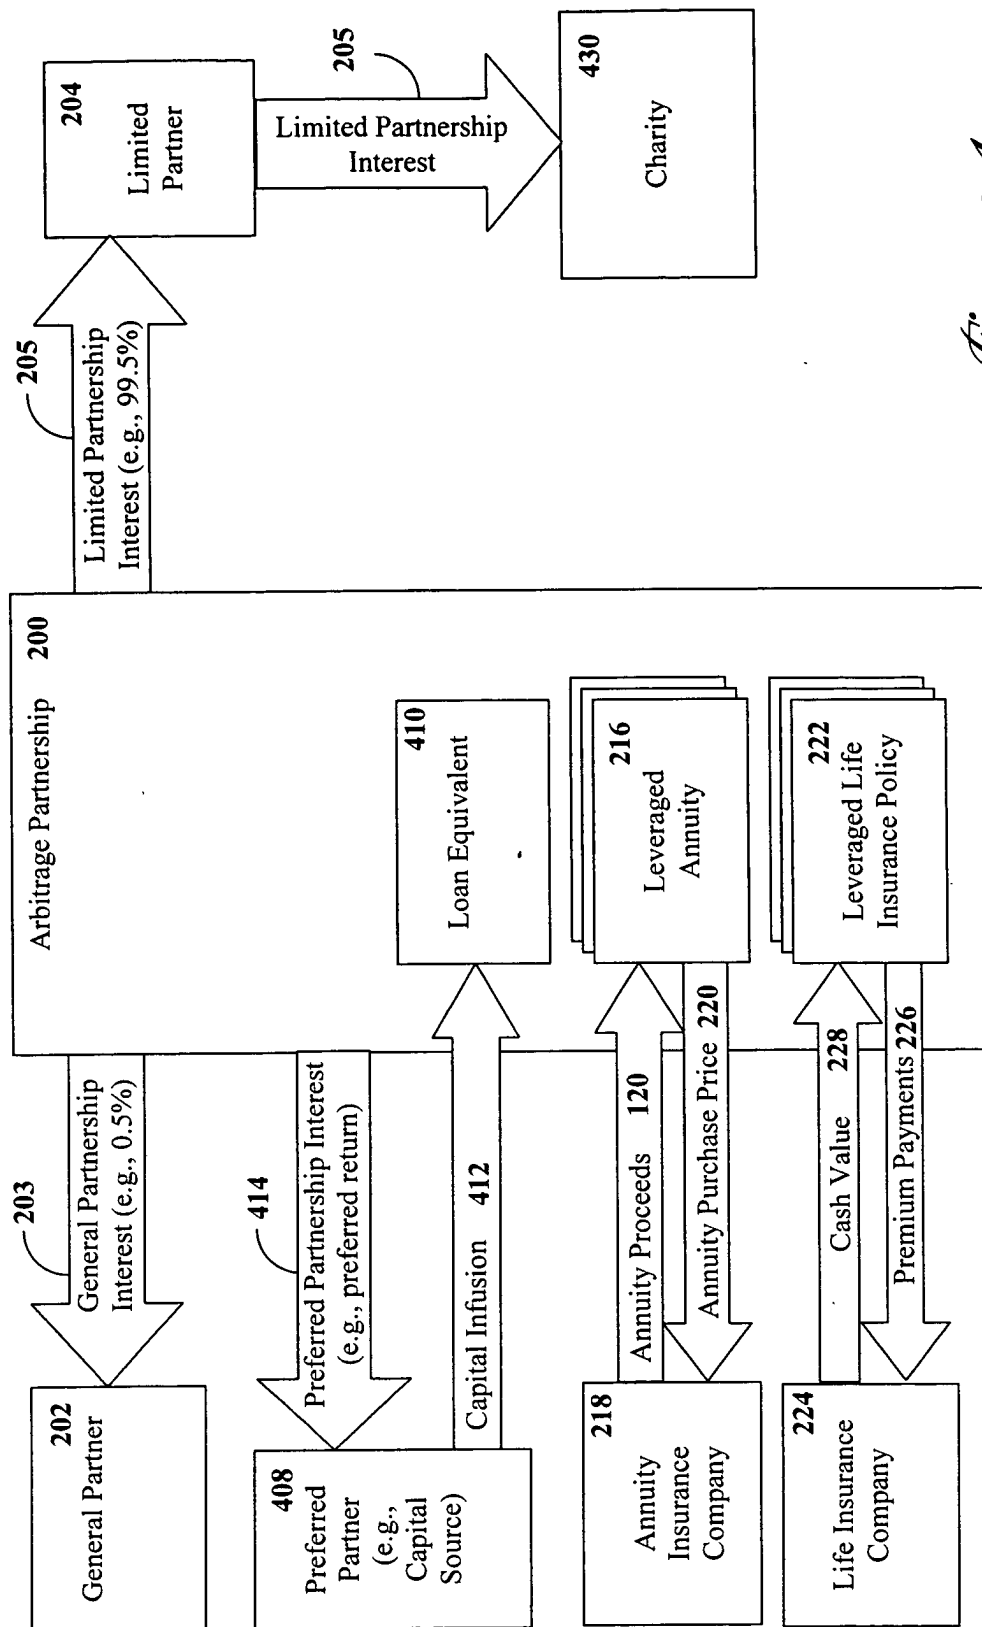 202
General Partner
203
General Partnership
Interest (e.g., 0.5%)
Arbitrage Partnership
200
205
Limited Partnership
Interest (e.g., 99.5%)
204
Limited
Partner
205
Limited Partnership
Interest
430
Charity
408
Preferred
Partner
(e.g.,
Capital
Source)
414
Preferred Partnership Interest
(e.g., preferred return)
Capital Infusion 412
410
Loan Equivalent
218
Annuity
Insurance
Company
Annuity Proceeds 120
Annuity Purchase Price 220
216
Leveraged
Annuity
224
Life Insurance
Company
Cash Value 228
Premium Payments 226
222
Leveraged Life
Insurance Policy